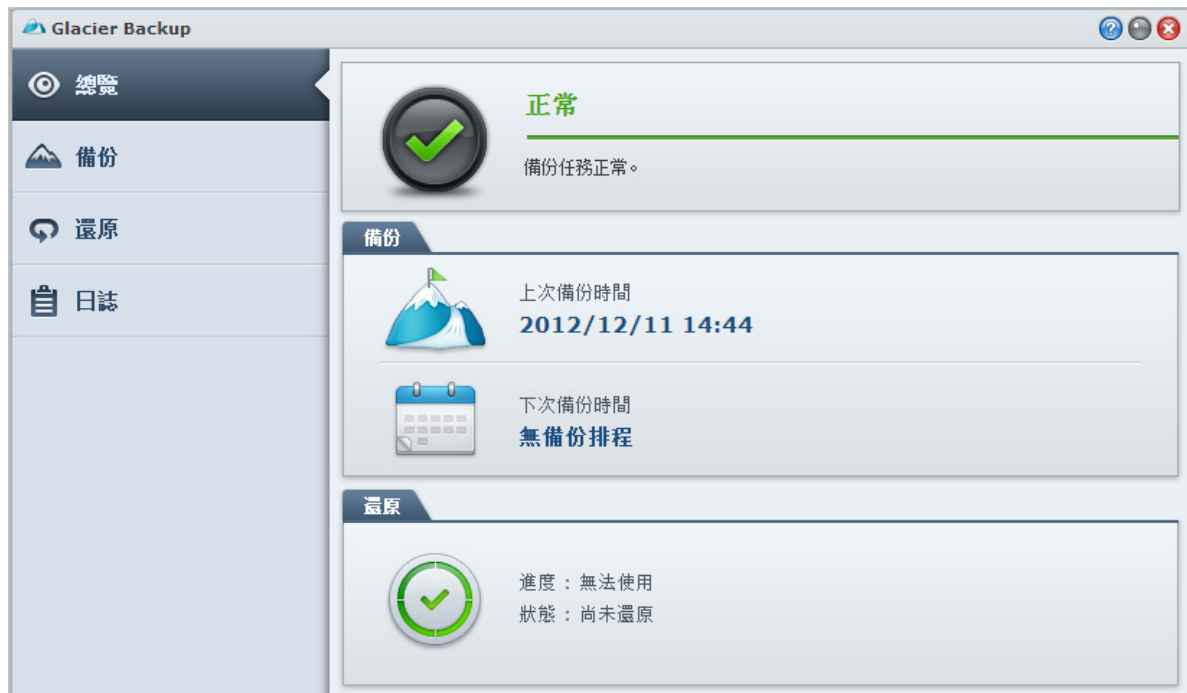 Glacier Backup
總覽
備份
還原
日誌
正常
備份任務正常。
備份
上次備份時間
2012/12/11 14:44
下次備份時間
無備份排程
還原
進度：無法使用
狀態：尚未還原